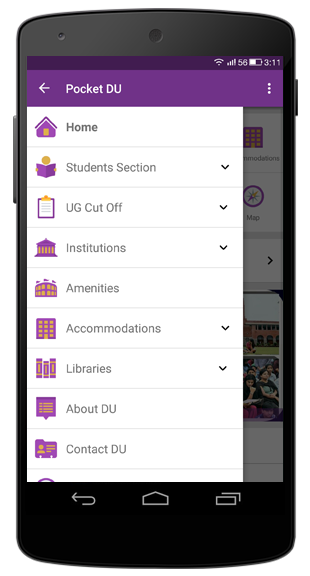 56 3:11
Pocket DU
Home
Students Section
UG Cut Off
Institutions
Amenities
Accommodations
Libraries
About DU
Contact DU
Map